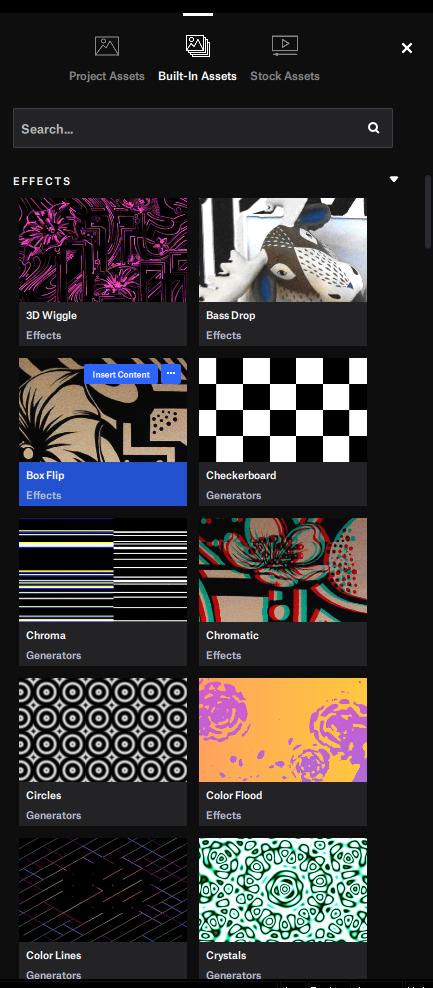 Project Assets
Built-In Assets
Stock Assets
Search...
EFFECTS
3D Wiggle
Effects
Bass Drop
Effects
Insert Content
Box Flip
Effects
Checkerboard
Generators
Chroma
Generators
Chromatic
Effects
Circles
Generators
Color Flood
Effects
Color Lines
Generators
Crystals
Generators